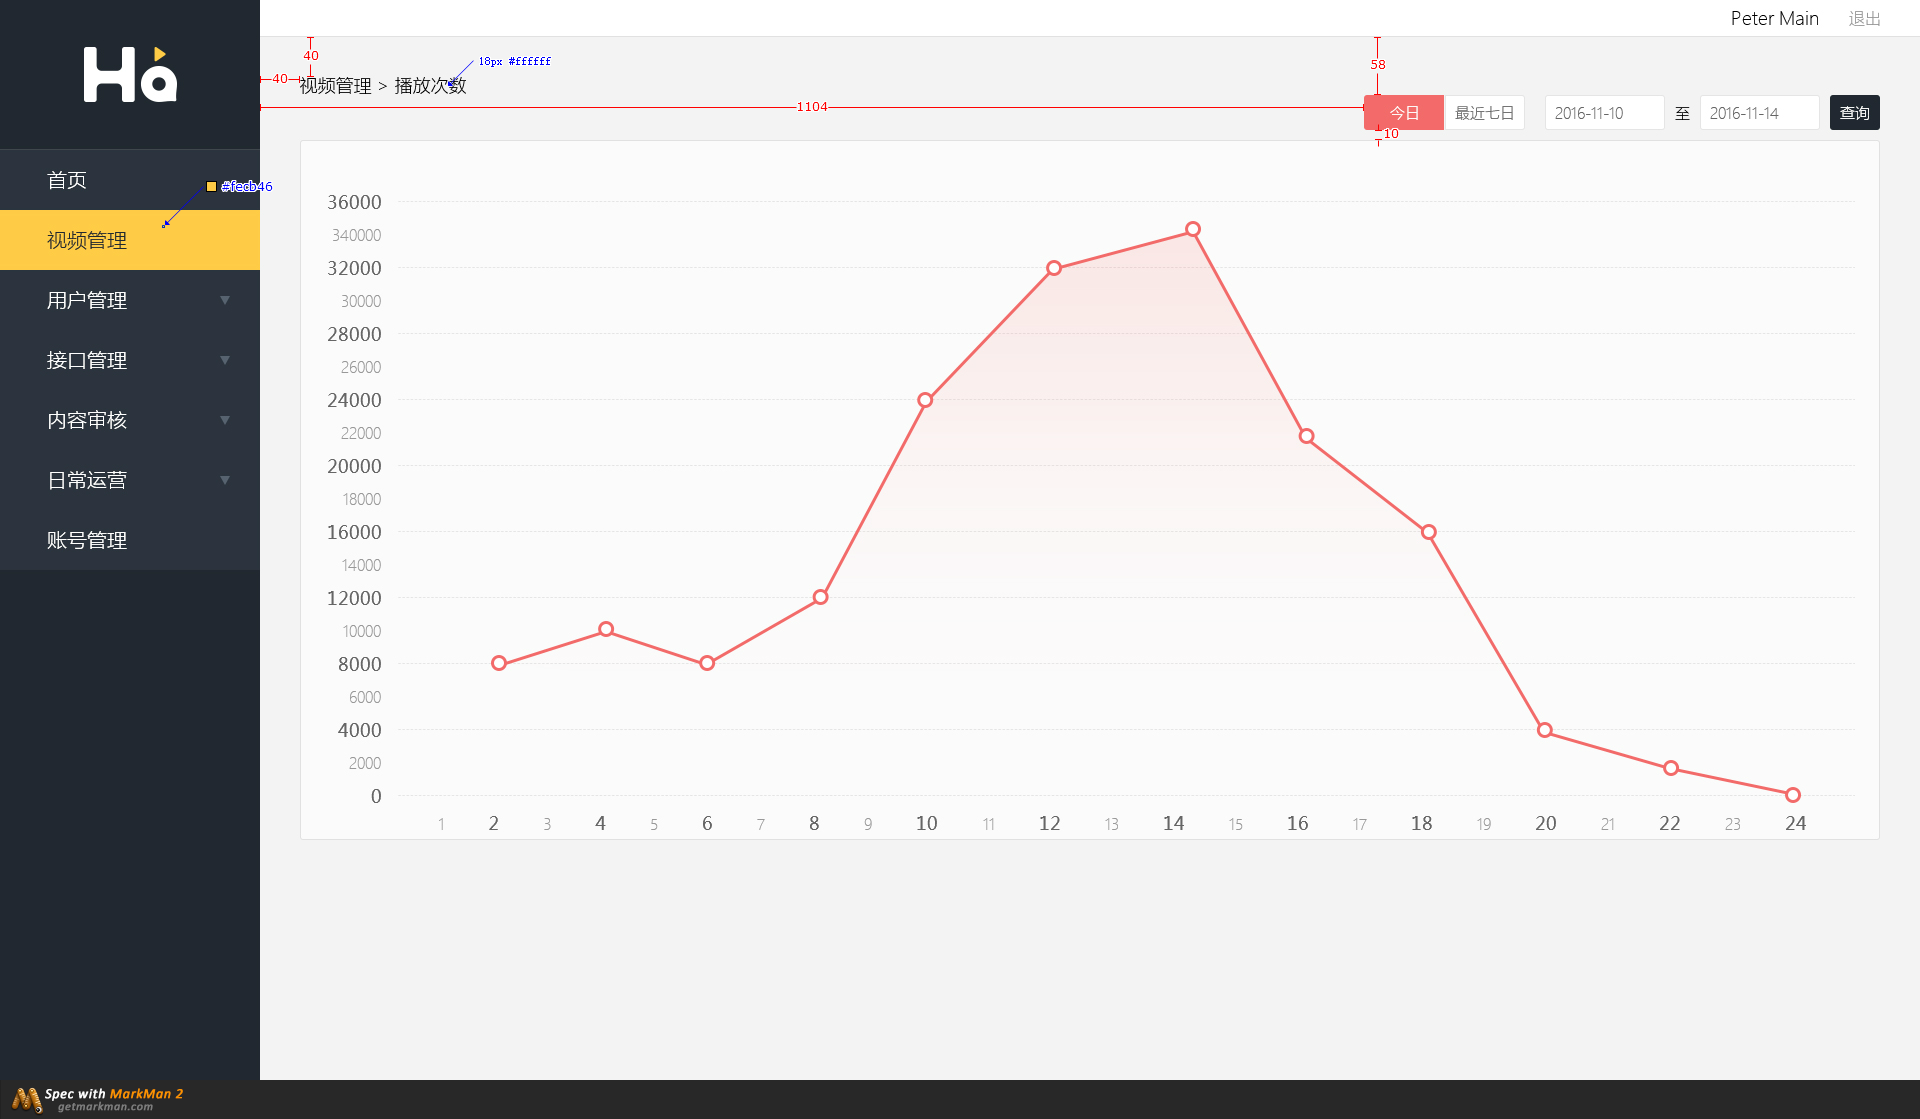 Peter Main 退出
Ha
40
18px #ffffff
58
40
视频管理 > 播放次数
1104
今日 最近七日 2016-11-10 至 2016-11-14 查询
10
首页
#fecb46
视频管理
用户管理
接口管理
内容审核
日常运营
账号管理
36000
340000
32000
30000
28000
26000
24000
22000
20000
18000
16000
14000
12000
10000
8000
6000
4000
2000
0
1 2 3 4 5 6 7 8 9 10 11 12 13 14 15 16 17 18 19 20 21 22 23 24
Spec with MarkMan 2
getmarkman.com